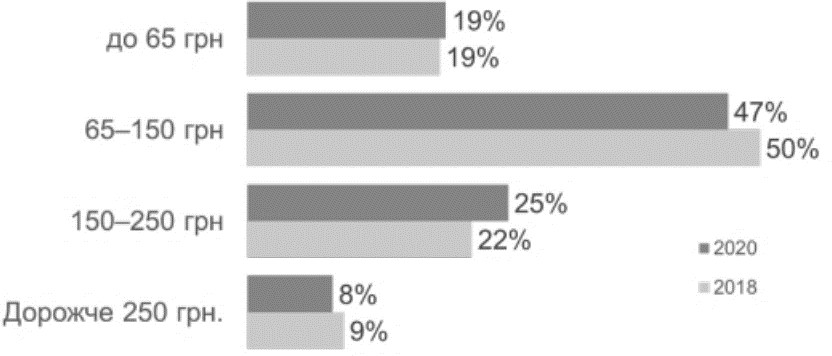 до 65 грн
19%
19%
65–150 грн
47%
50%
150–250 грн
25%
22%
2020
2018
Дорожче 250 грн.
8%
9%